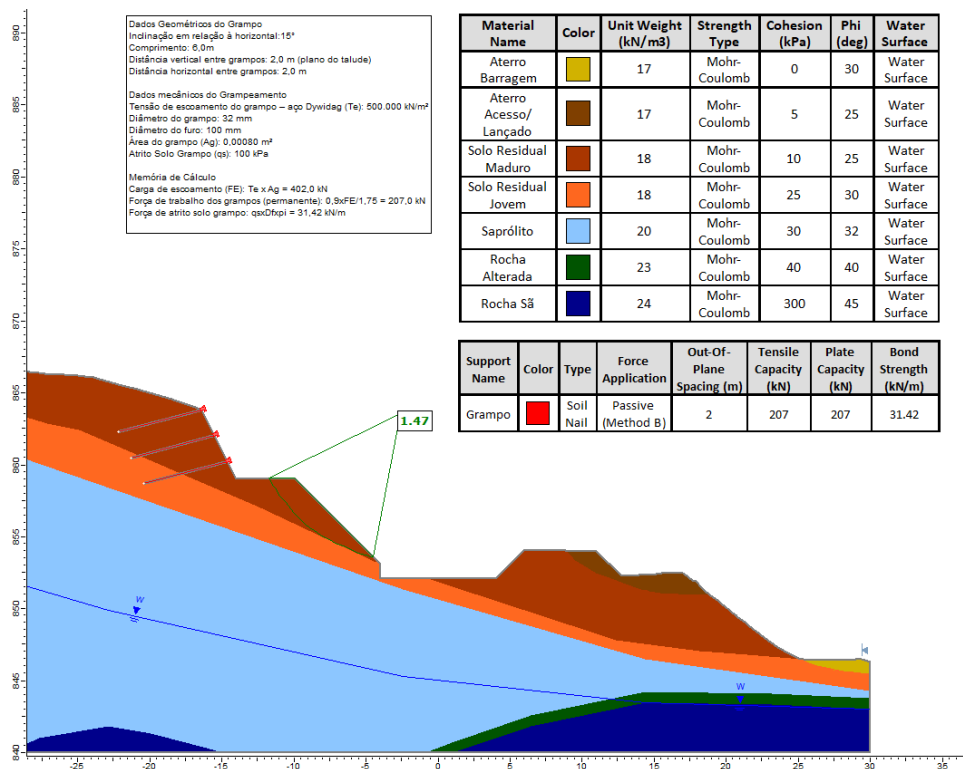 Dados Geométricos do Grampo
Inclinação em relação à horizontal:15°
Comprimento: 6,0m
Distância vertical entre grampos: 2,0 m (plano do talude)
Distância horizontal entre grampos: 2,0 m
Dados mecânicos do Grampeamento
Tensão de escoamento do grampo – aço Dywidag (Te): 500.000 kN/m²
Diâmetro do grampo: 32 mm
Diâmetro do furo: 100 mm
Área do grampo (Ag): 0,00080 m²
Atrito Solo Grampo (qs): 100 kPa
Memória de Cálculo
Carga de escoamento (FE): Te x Ag = 402,0 kN
Força de trabalho dos grampos (permanente): 0,9xFE/1,75 = 207,0 kN
Força de atrito solo grampo: qsxDfxpi = 31,42 kN/m
Material Name Color Unit Weight (kN/m3) Strength Type Cohesion (kPa) Phi (deg) Water Surface
Aterro Barragem 17 Mohr-Coulomb 0 30 Water Surface
Aterro Acesso/ Lançado 17 Mohr-Coulomb 5 25 Water Surface
Solo Residual Maduro 18 Mohr-Coulomb 10 25 Water Surface
Solo Residual Jovem 18 Mohr-Coulomb 25 30 Water Surface
Saprólito 20 Mohr-Coulomb 30 32 Water Surface
Rocha Alterada 23 Mohr-Coulomb 40 40 Water Surface
Rocha Sã 24 Mohr-Coulomb 300 45 Water Surface
Support Name Color Type Force Application Out-Of-Plane Spacing (m) Tensile Capacity (kN) Plate Capacity (kN) Bond Strength (kN/m)
Grampo Soil Nail Passive (Method B) 2 207 207 31.42
1.47
W
W
890
885
880
875
870
865
860
855
850
845
840
-25 -20 -15 -10 -5 0 5 10 15 20 25 30 35